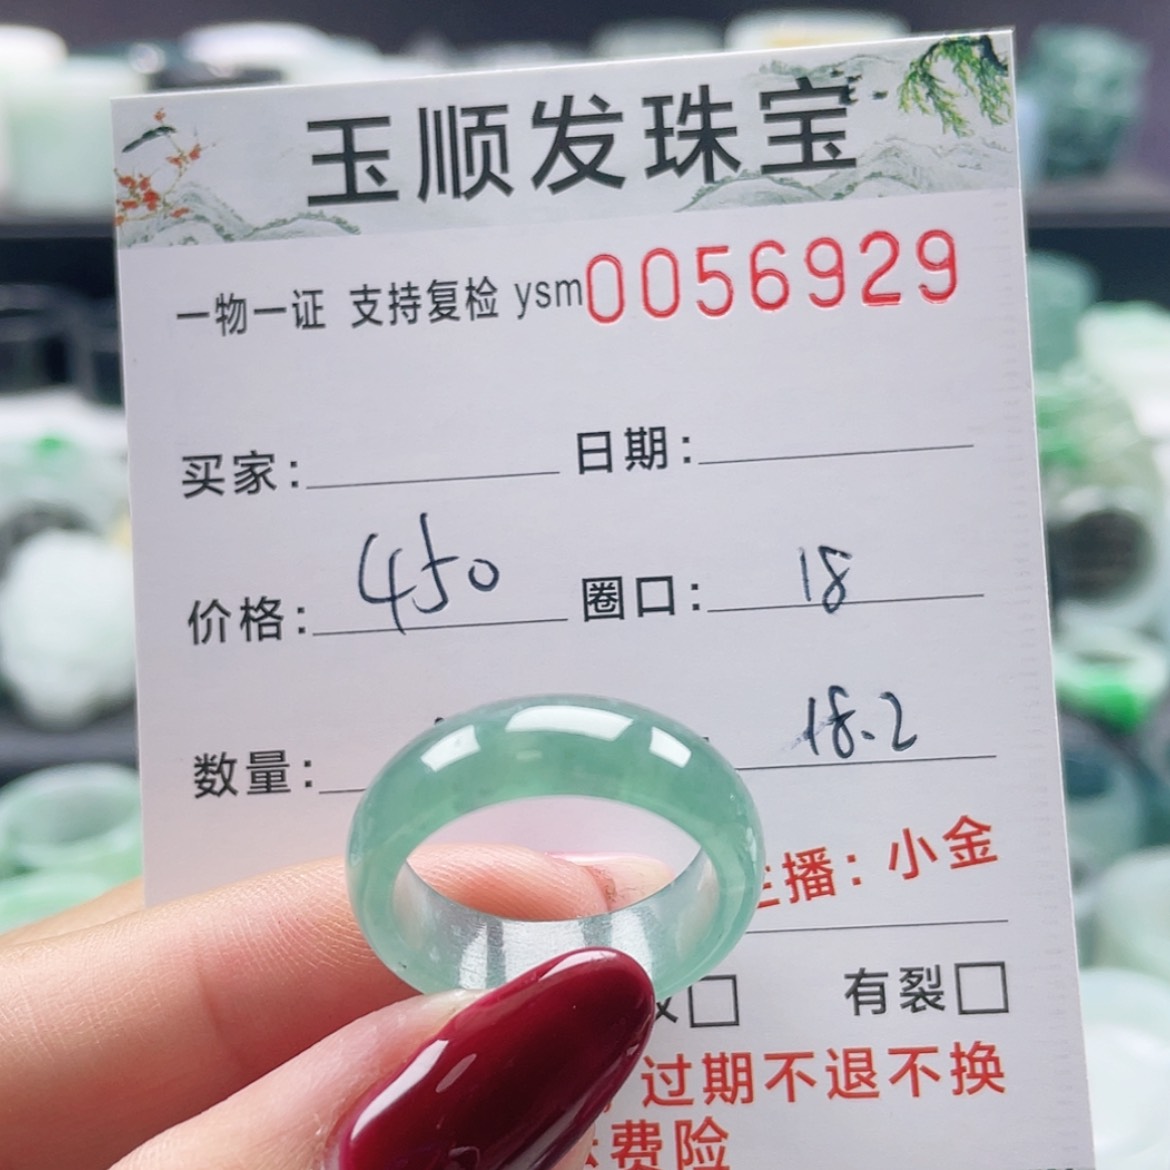 玉顺发珠宝
一物一证 支持复检 ysm0056929
买家： 日期：
价格：450 圈口：18
数量： 18.2
主播：小金
有裂
过期不退不换
费险